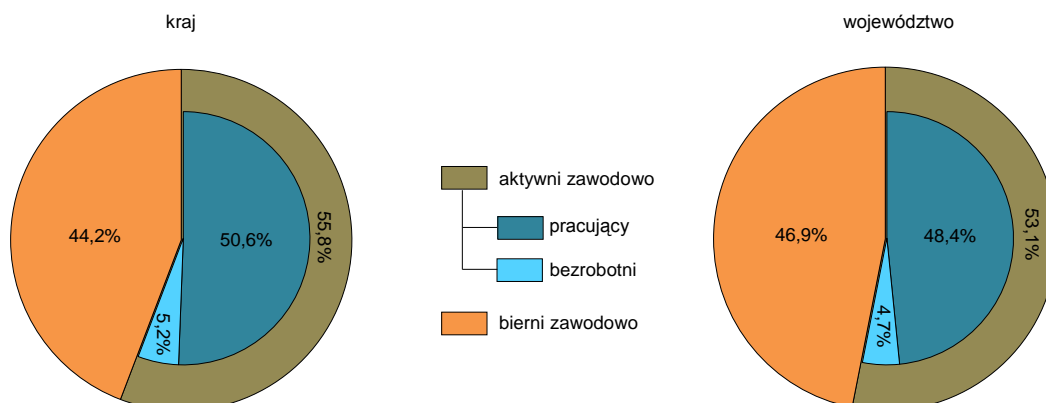 kraj
województwo
44,2%
50,6%
55,8%
5,2%
aktywni zawodowo
pracujący
bezrobotni
bierni zawodowo
46,9%
48,4%
53,1%
4,7%